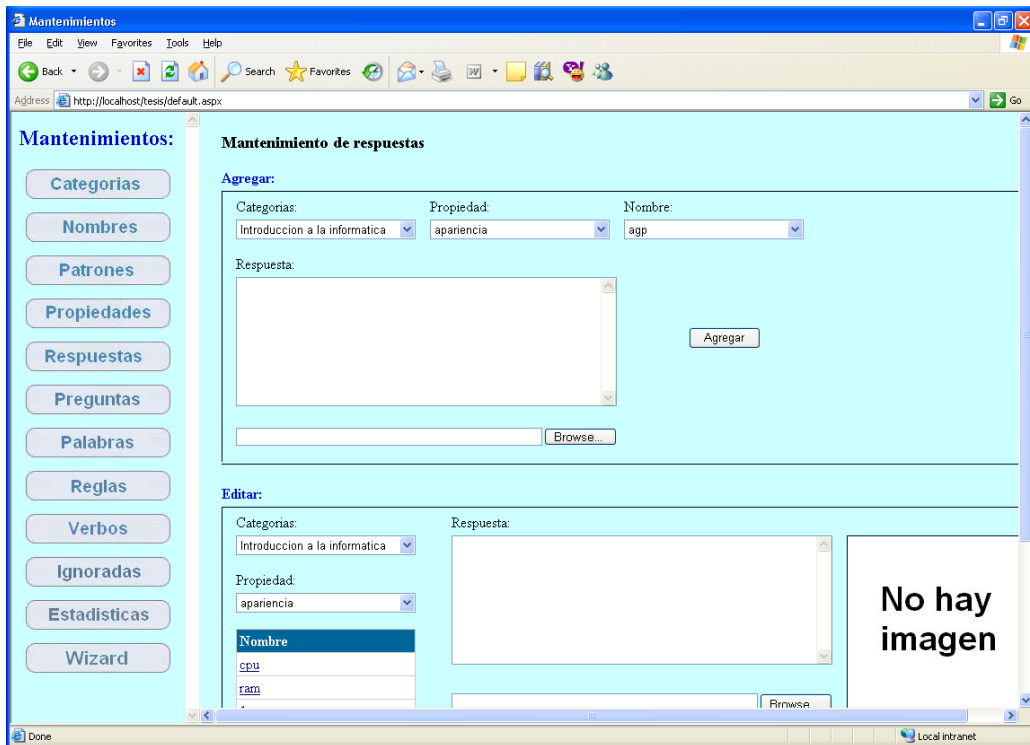 Mantenimientos
File Edit View Favorites Tools Help
Back Search Favorites
Address http://localhost/tesis/default.aspx Go
Mantenimientos:
Categorias
Nombres
Patrones
Propiedades
Respuestas
Preguntas
Palabras
Reglas
Verbos
Ignoradas
Estadisticas
Wizard
Mantenimiento de respuestas
Agregar:
Categorias: Propiedad: Nombre:
Introduccion a la informatica apariencia agp
Respuesta:
Agregar
Browse...
Editar:
Categorias: Respuesta:
Introduccion a la informatica
Propiedad:
apariencia
Nombre
cpu
ram
No hay
imagen
Browse
Done Local intranet